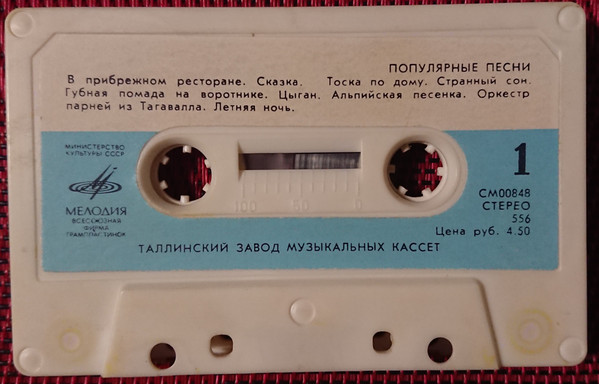 ПОПУЛЯРНЫЕ ПЕСНИ
В прибрежном ресторане. Сказка. Тоска по дому. Странный сон.
Губная помада на воротнике. Цыган. Альпийская песенка. Оркестр
парней из Тагавалла. Летняя ночь.
МИНИСТЕРСТВО
КУЛЬТУРЫ СССР
МЕЛОДИЯ
ВСЕСОЮЗНАЯ
ФИРМА
ГРАМПЛАСТИНОК
100 50 0
1
СМ00848
СТЕРЕО
556
Цена руб. 4.50
ТАЛЛИНСКИЙ ЗАВОД МУЗЫКАЛЬНЫХ КАССЕТ